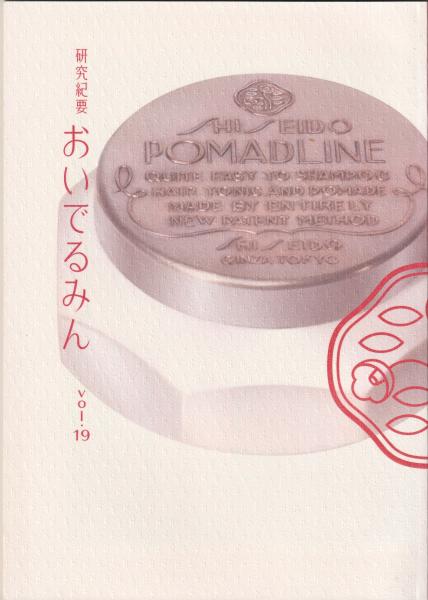 研究紀要
おいでるみん
vol.19
SHISEIDO
POMADLINE
QUITE EASY TO SHAMPOO
HAIR TONIC AND POMADE
MADE BY ENTIRELY
NEW PATENT METHOD
SHISEIDO
GINZA.TOKYO